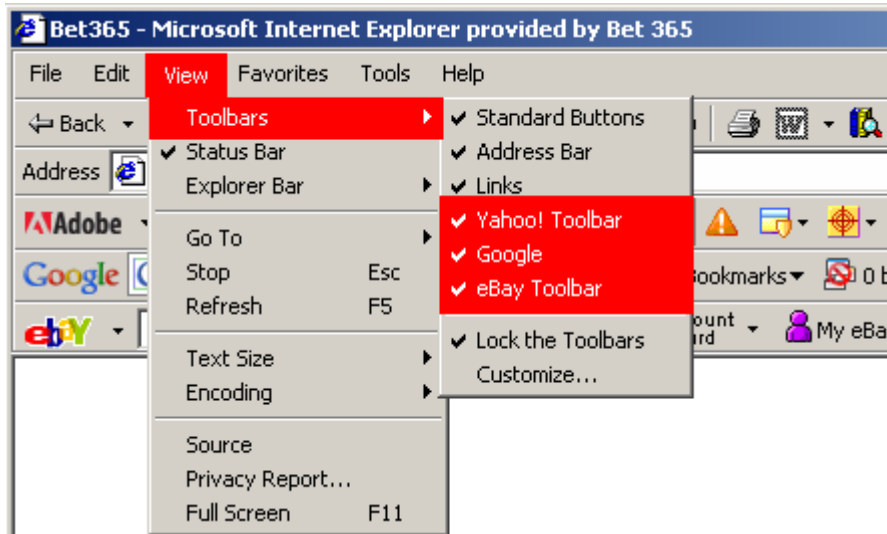 Bet365 - Microsoft Internet Explorer provided by Bet 365
File Edit View Favorites Tools Help
Back
Address
Adobe
Google
ebY
Toolbars
Status Bar
Explorer Bar
Go To
Stop Esc
Refresh F5
Text Size
Encoding
Source
Privacy Report...
Full Screen F11
Standard Buttons
Address Bar
Links
Yahoo! Toolbar
Google
eBay Toolbar
Lock the Toolbars
Customize...
ookmarks
0 b
ount
rd
My eBa